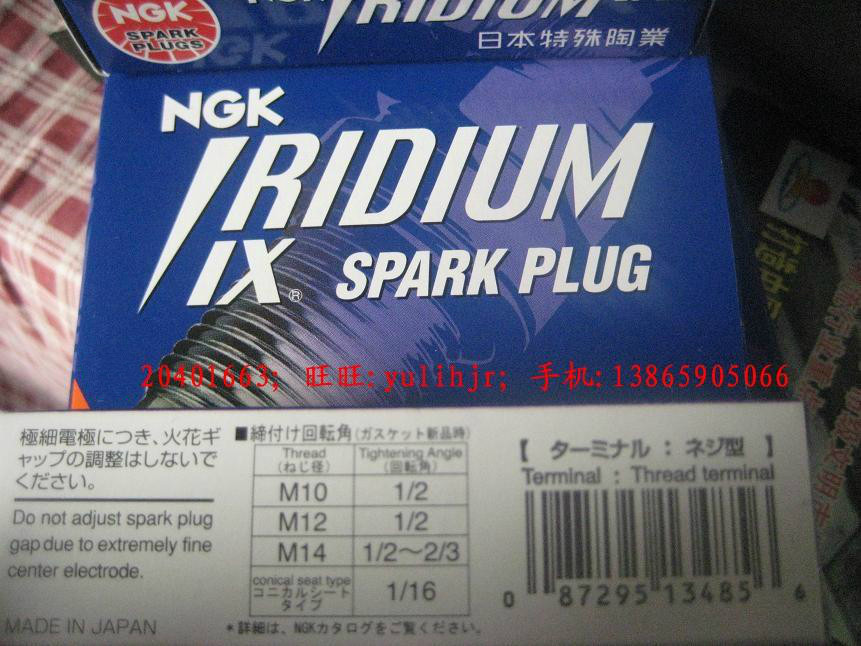 NGK
SPARK
PLUGS
NGK
NGK IRIDIUM
日本特殊陶業
NGK
IRIDIUM
IX® SPARK PLUG
20401663; 旺旺:yulihjr; 手机:13865905066
極細電極につき、火花ギ
ャップの調整はしないで
ください。
Do not adjust spark plug
gap due to extremely fine
center electrode.
MADE IN JAPAN
■締付け回転角(ガスケット新品時)
Thread Tightening Angle
(ねじ径) (回転角)
M10 1/2
M12 1/2
M14 1/2～2/3
conical seat type
コニカルシート 1/16
タイプ
*詳細は、NGKカタログをご覧ください。
【 ターミナル : ネジ型 】
Terminal : Thread terminal
0 87295 13485 6